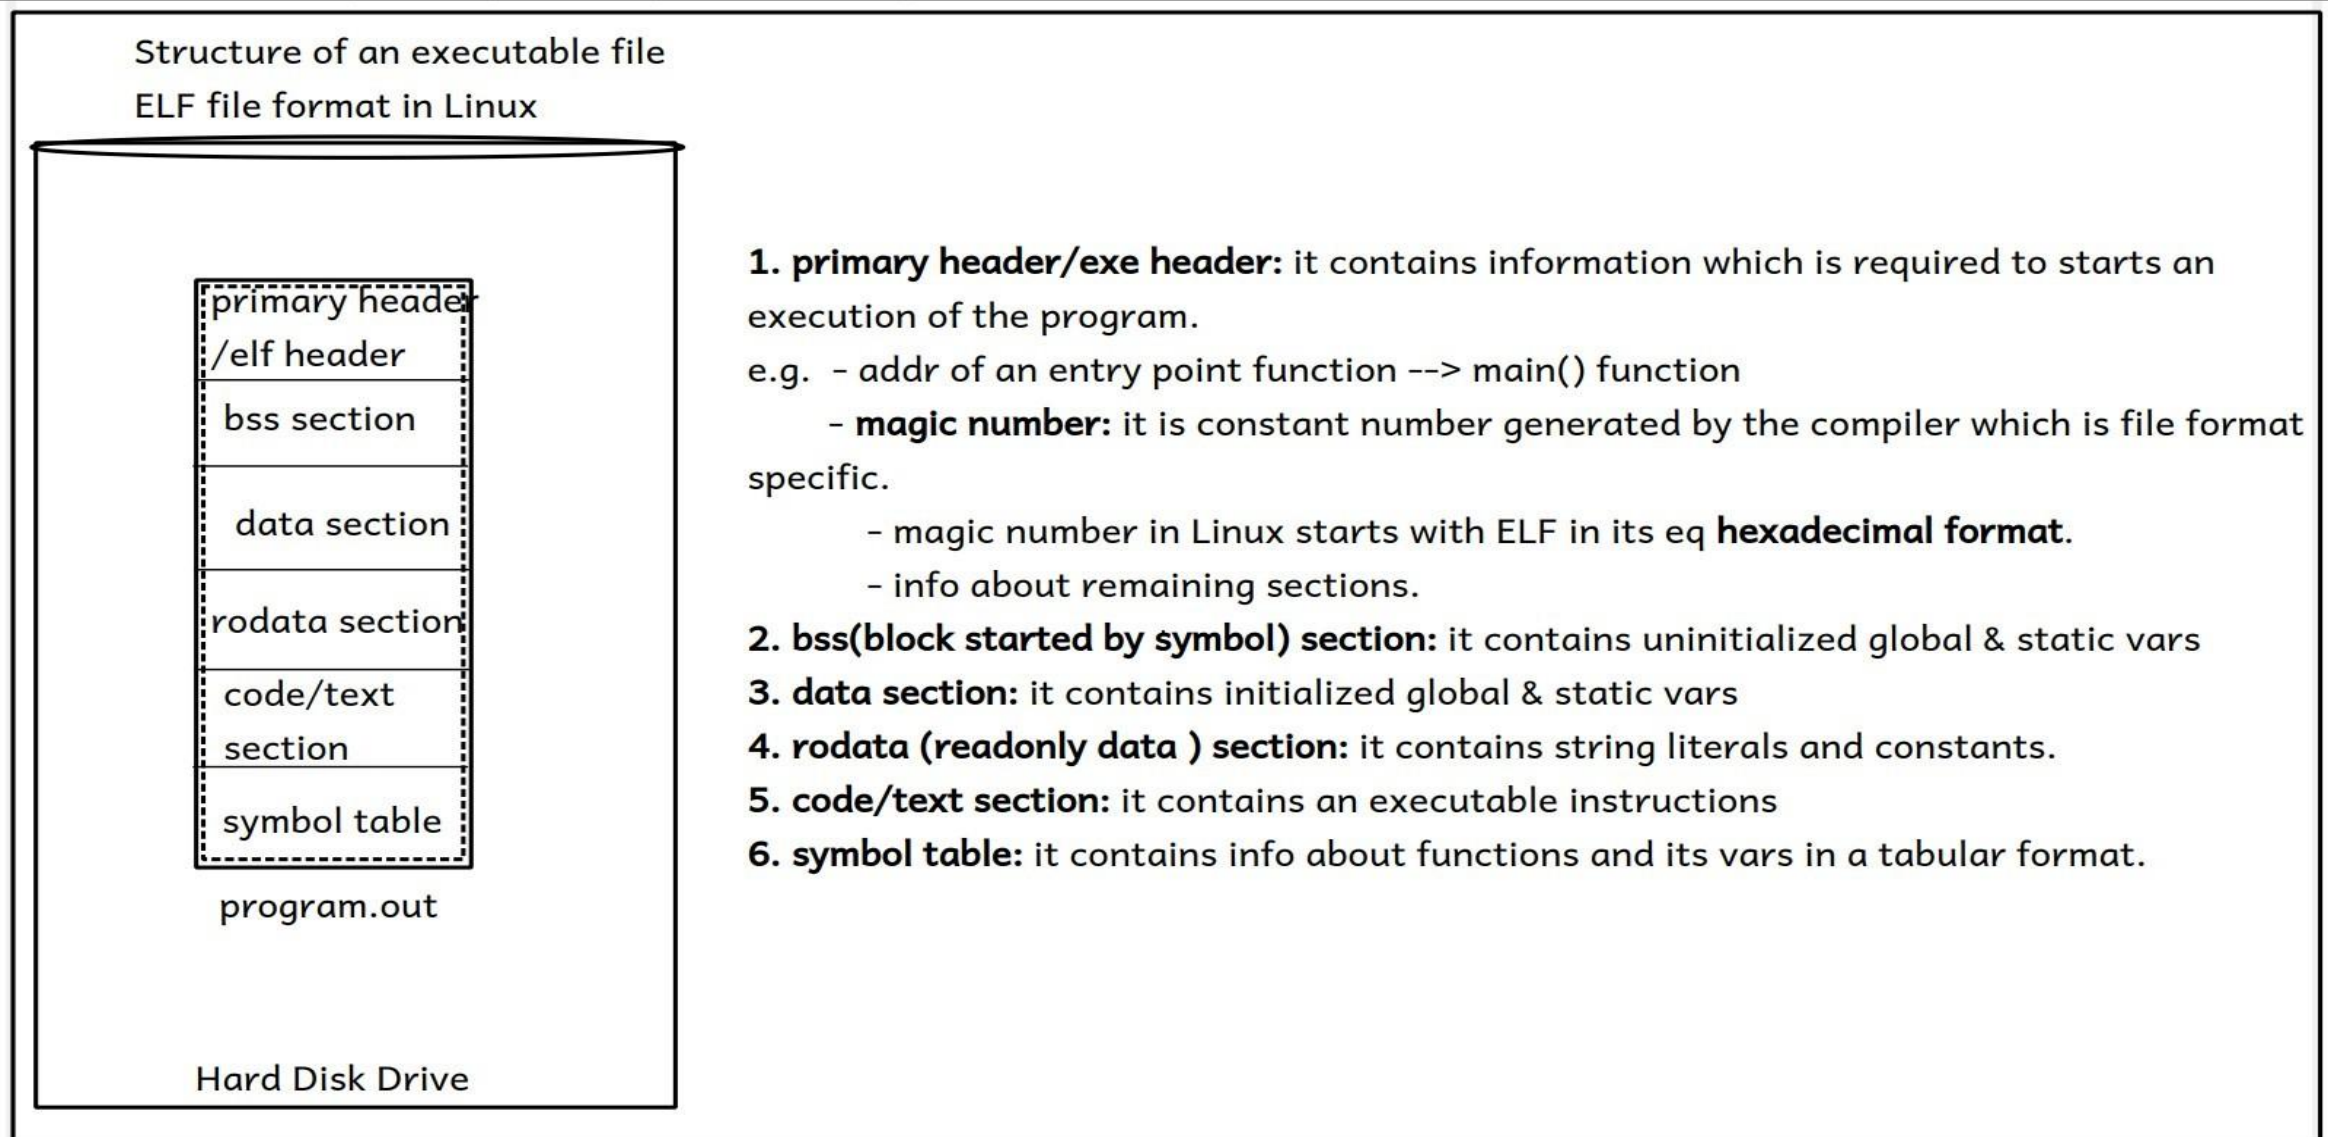 Structure of an executable file
ELF file format in Linux
primary header
/elf header
bss section
data section
rodata section
code/text
section
symbol table
program.out
Hard Disk Drive
1. primary header/exe header: it contains information which is required to starts an
execution of the program.
e.g. - addr of an entry point function --> main() function
- magic number: it is constant number generated by the compiler which is file format
specific.
- magic number in Linux starts with ELF in its eq hexadecimal format.
- info about remaining sections.
2. bss(block started by symbol) section: it contains uninitialized global & static vars
3. data section: it contains initialized global & static vars
4. rodata (readonly data ) section: it contains string literals and constants.
5. code/text section: it contains an executable instructions
6. symbol table: it contains info about functions and its vars in a tabular format.